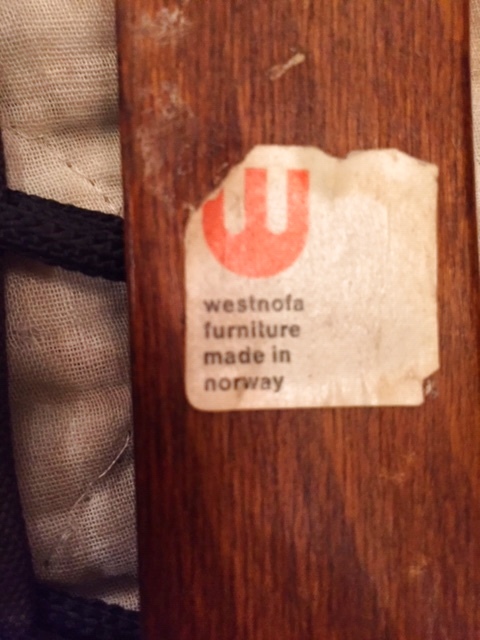 westnofa
furniture
made in
norway